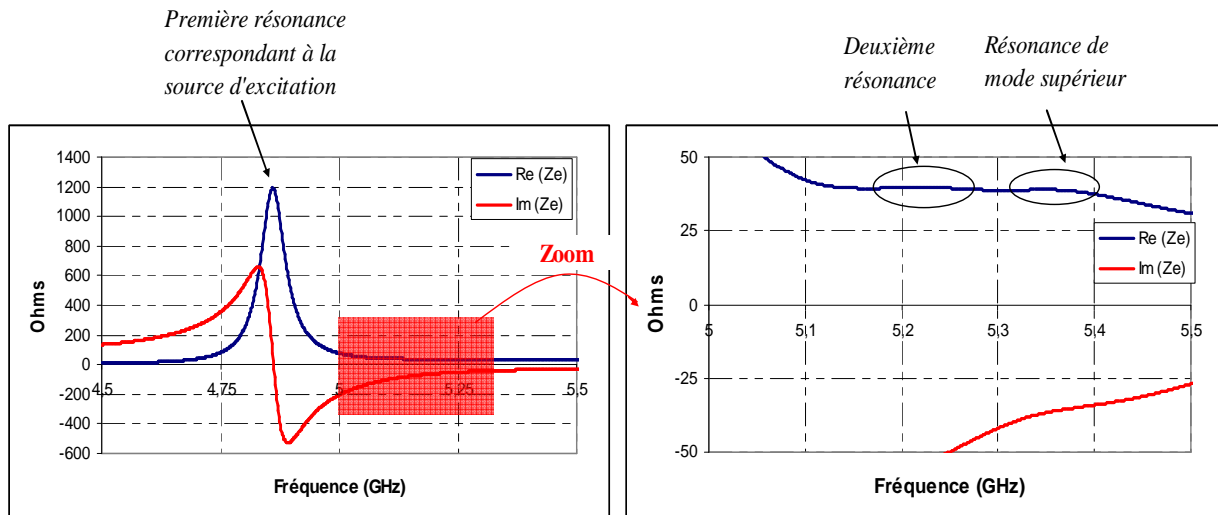 Première résonance
correspondant à la
source d'excitation
Deuxième
résonance
Résonance de
mode supérieur
1400
1200
1000
800
600
400
200
0
-200
-400
-600
4,5
4,75
5
5,25
5,5
Re (Ze)
Im (Ze)
Ohms
Fréquence (GHz)
Zoom
50
25
0
-25
-50
5
5,1
5,2
5,3
5,4
5,5
Re (Ze)
Im (Ze)
Ohms
Fréquence (GHz)